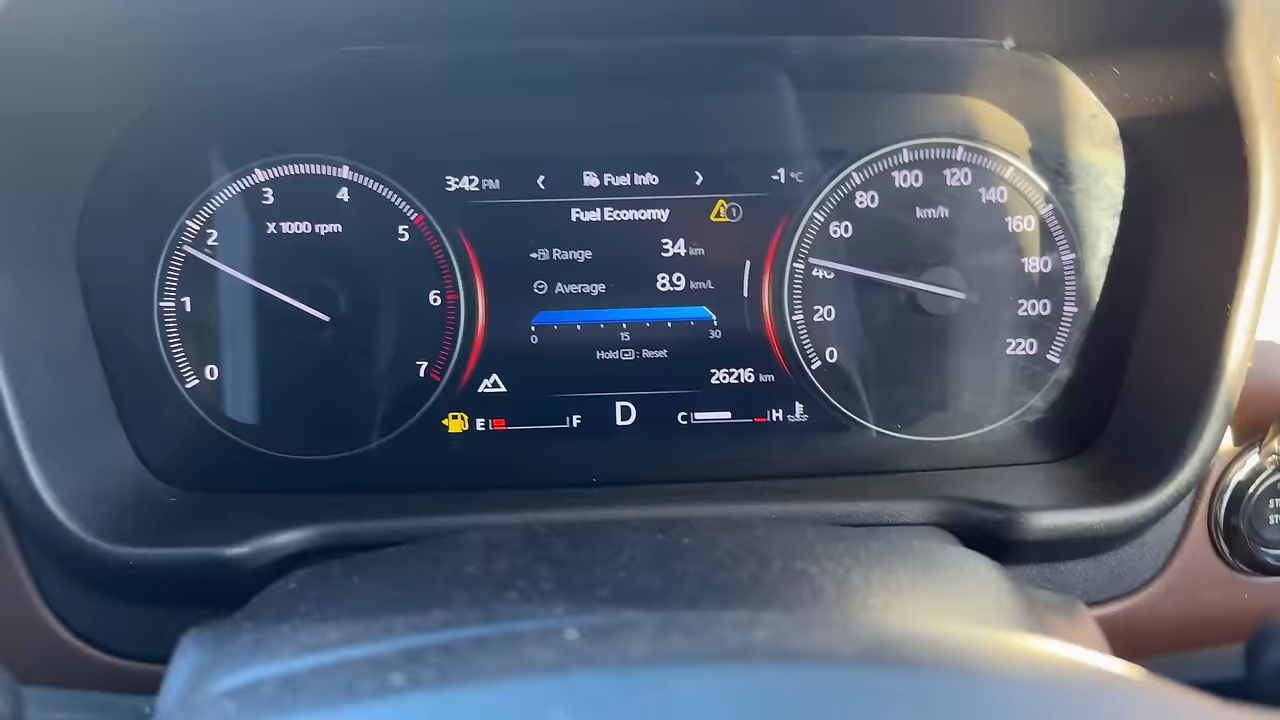 3:42 PM
Fuel Info
-1 °C
Fuel Economy
1
Range 34 km
Average 8.9 km/L
0 15 30
Hold : Reset
26216 km
E F
D
C H
X 1000 rpm
0 1 2 3 4 5 6 7
km/h
0 20 40 60 80 100 120 140 160 180 200 220